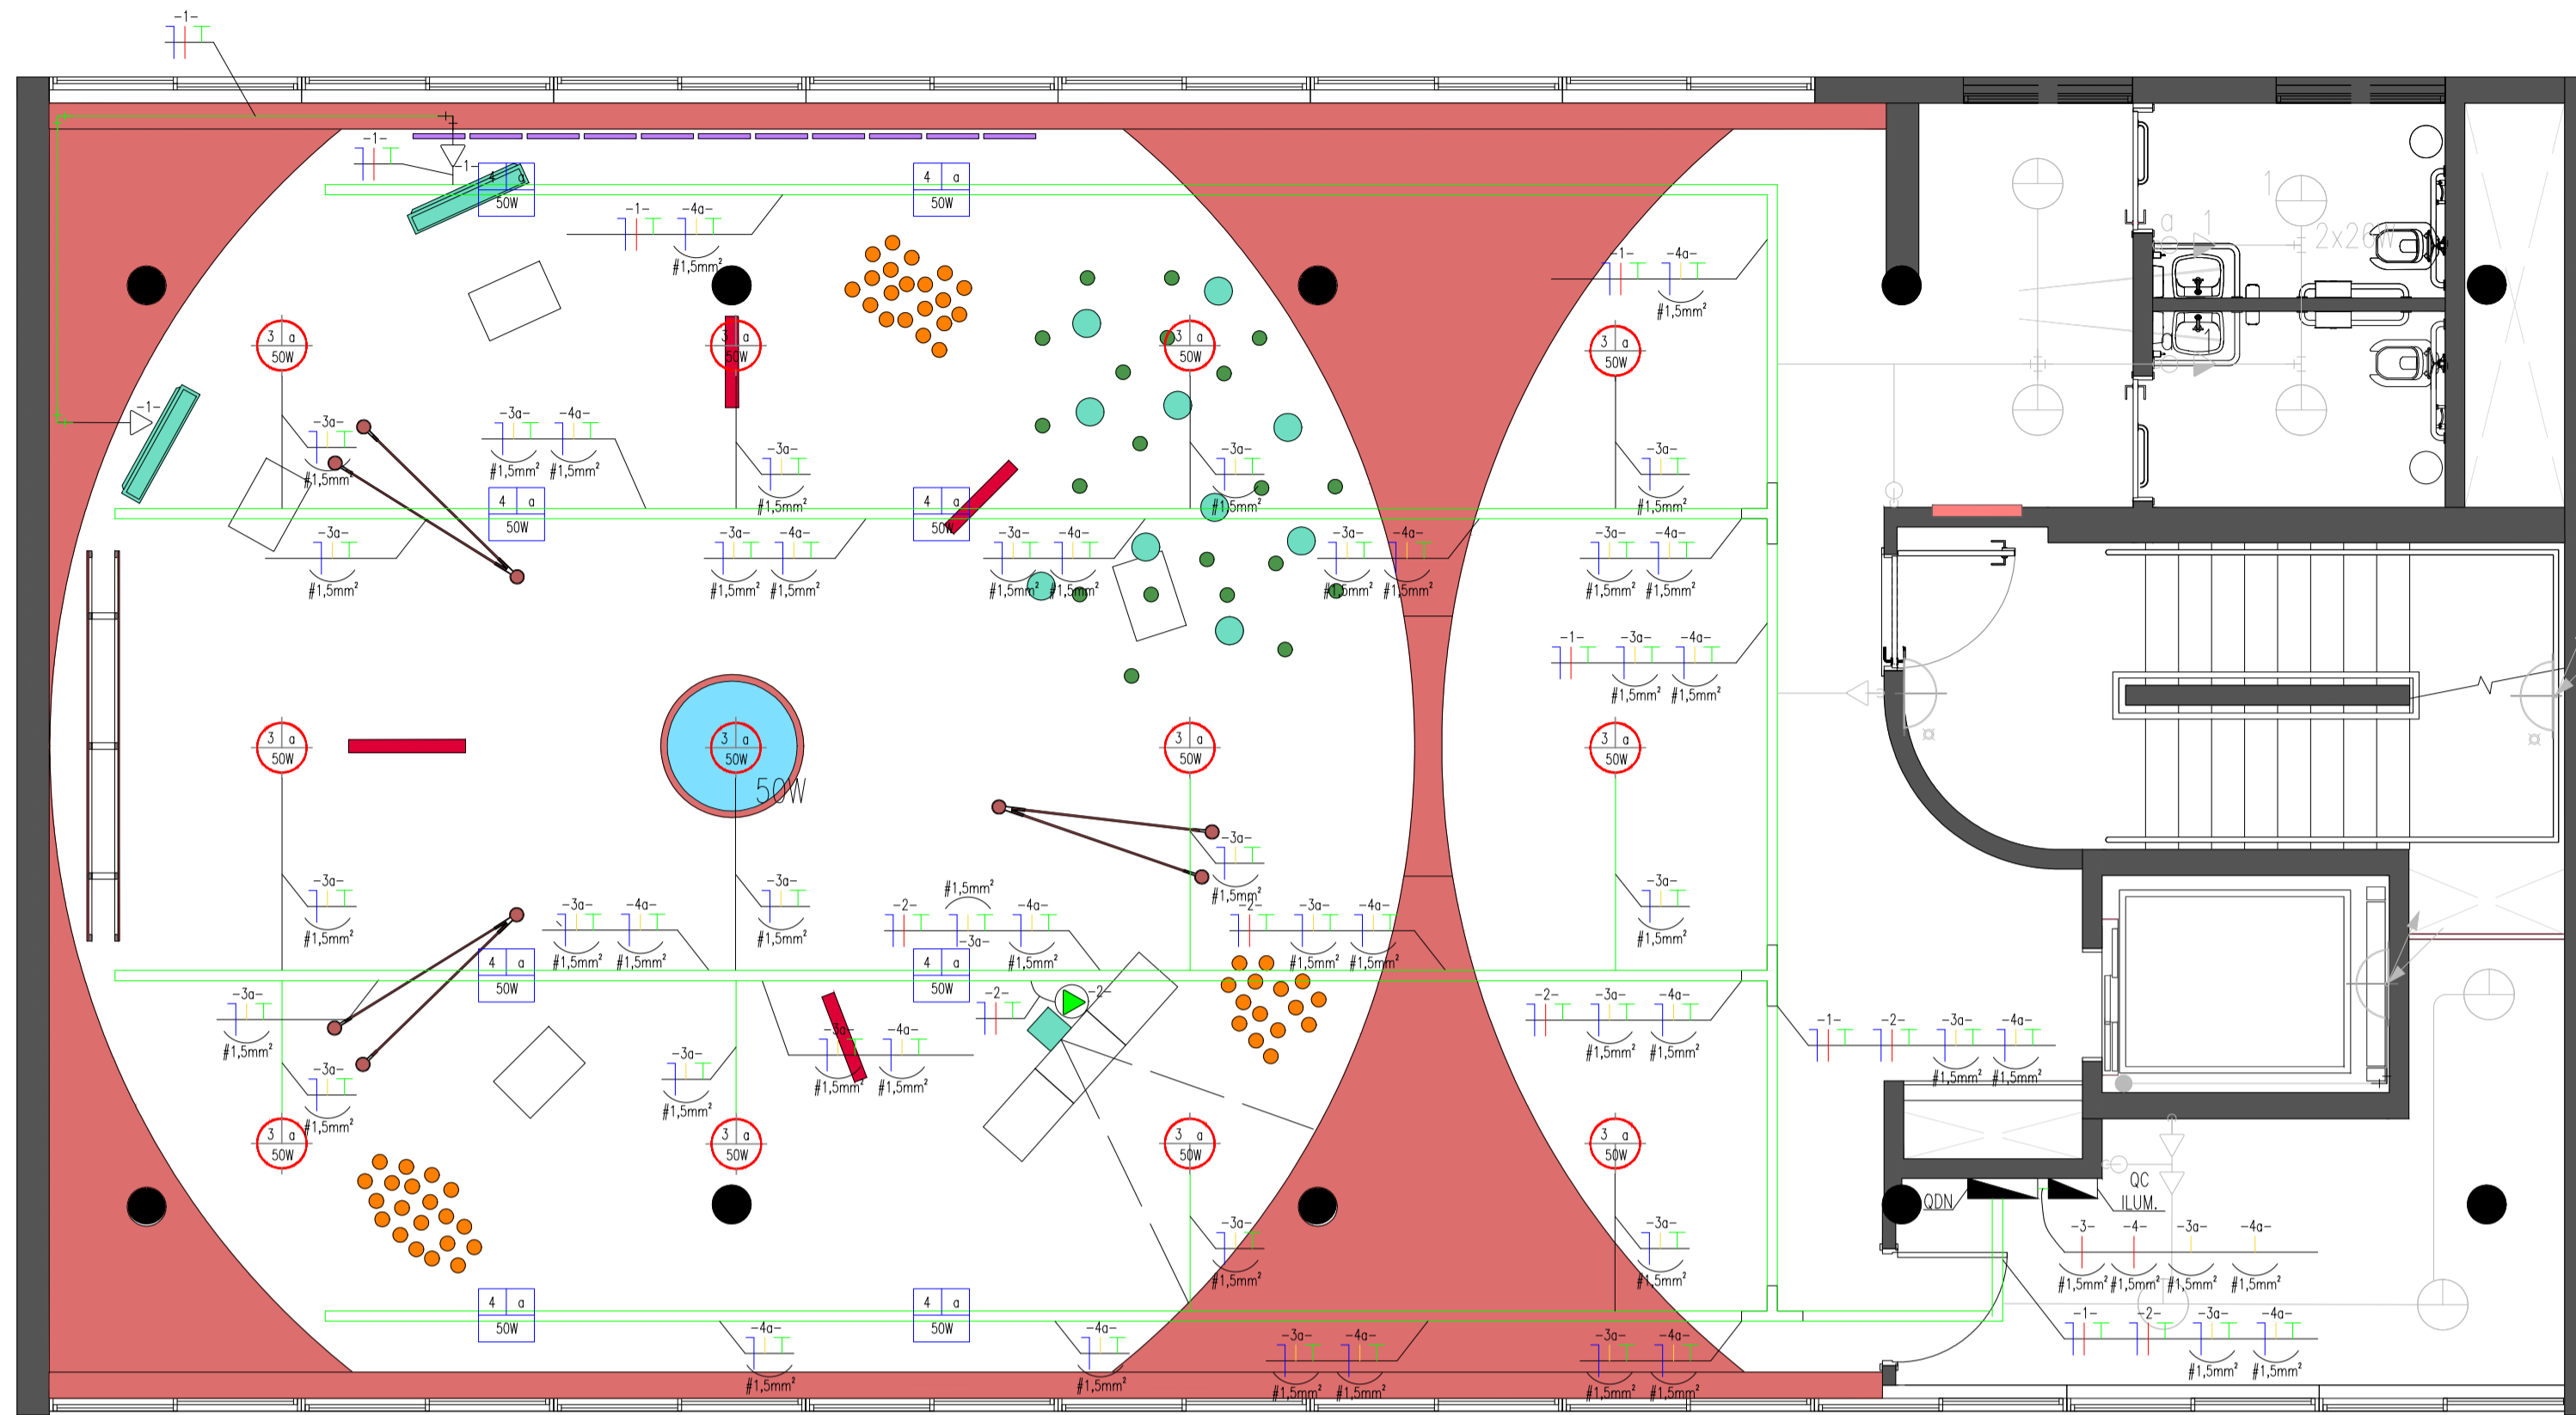 -1-
-1-
-1-
4 a
50W
4 a
50W
-1- -4a-
#1,5mm²
1
a 1
2x26W
-1- -4a-
#1,5mm²
3 a
50W
3 a
50W
3 a
50W
3 a
50W
1
-1-
-3a-
#1,5mm²
-3a- -4a-
#1,5mm² #1,5mm²
-3a-
#1,5mm²
-3a-
#1,5mm²
-3a-
#1,5mm²
4 a
50W
4 a
50W
-3a-
#1,5mm²
-3a- -4a-
#1,5mm² #1,5mm²
-3a- -4a-
#1,5mm² #1,5mm²
-3a- -4a-
#1,5mm² #1,5mm²
-3a- -4a-
#1,5mm² #1,5mm²
-1- -3a- -4a-
#1,5mm² #1,5mm²
3 a
50W
3 a
50W
3 a
50W
3 a
50W
50W
-3a-
#1,5mm²
-3a-
#1,5mm²
-3a-
#1,5mm²
-3a-
#1,5mm²
-3a- -4a-
#1,5mm² #1,5mm²
#1,5mm²
-2- -4a-
-3a- #1,5mm²
-2- -3a- -4a-
#1,5mm² #1,5mm²
4 a
50W
4 a
50W
-2-
-2-
-3a-
#1,5mm²
-3a-
#1,5mm²
-3a-
#1,5mm²
-3a- -4a-
#1,5mm² #1,5mm²
-2- -3a- -4a-
#1,5mm² #1,5mm²
-1- -2- -3a- -4a-
#1,5mm² #1,5mm²
3 a
50W
3 a
50W
3 a
50W
3 a
50W
QDN
QC
ILUM.
-3a-
#1,5mm²
-3a-
#1,5mm²
-3- -4- -3a- -4a-
#1,5mm² #1,5mm² #1,5mm² #1,5mm²
4 a
50W
4 a
50W
-4a-
#1,5mm²
-4a-
#1,5mm²
-3a- -4a-
#1,5mm² #1,5mm²
-3a- -4a-
#1,5mm² #1,5mm²
-1- -2- -3a- -4a-
#1,5mm² #1,5mm²